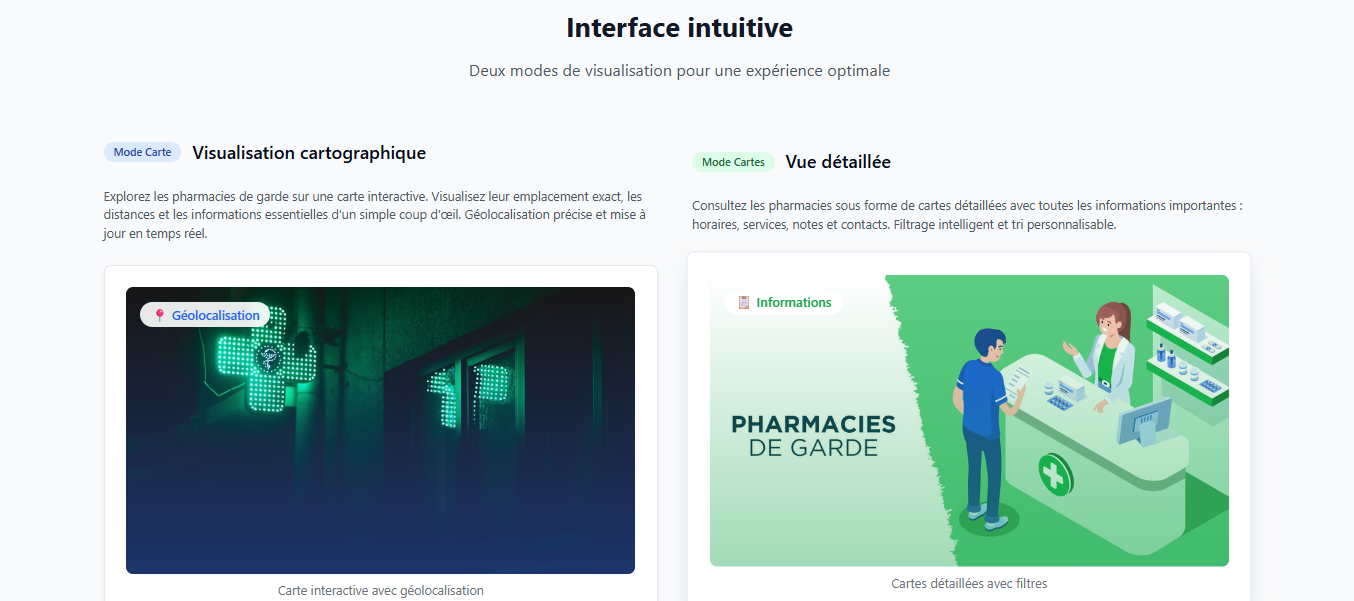 Interface intuitive
Deux modes de visualisation pour une expérience optimale
Mode Carte Visualisation cartographique
Explorez les pharmacies de garde sur une carte interactive. Visualisez leur emplacement exact, les
distances et les informations essentielles d'un simple coup d'œil. Géolocalisation précise et mise à
jour en temps réel.
Géolocalisation
Carte interactive avec géolocalisation
Mode Cartes Vue détaillée
Consultez les pharmacies sous forme de cartes détaillées avec toutes les informations importantes :
horaires, services, notes et contacts. Filtrage intelligent et tri personnalisable.
Informations
PHARMACIES
DE GARDE
Cartes détaillées avec filtres